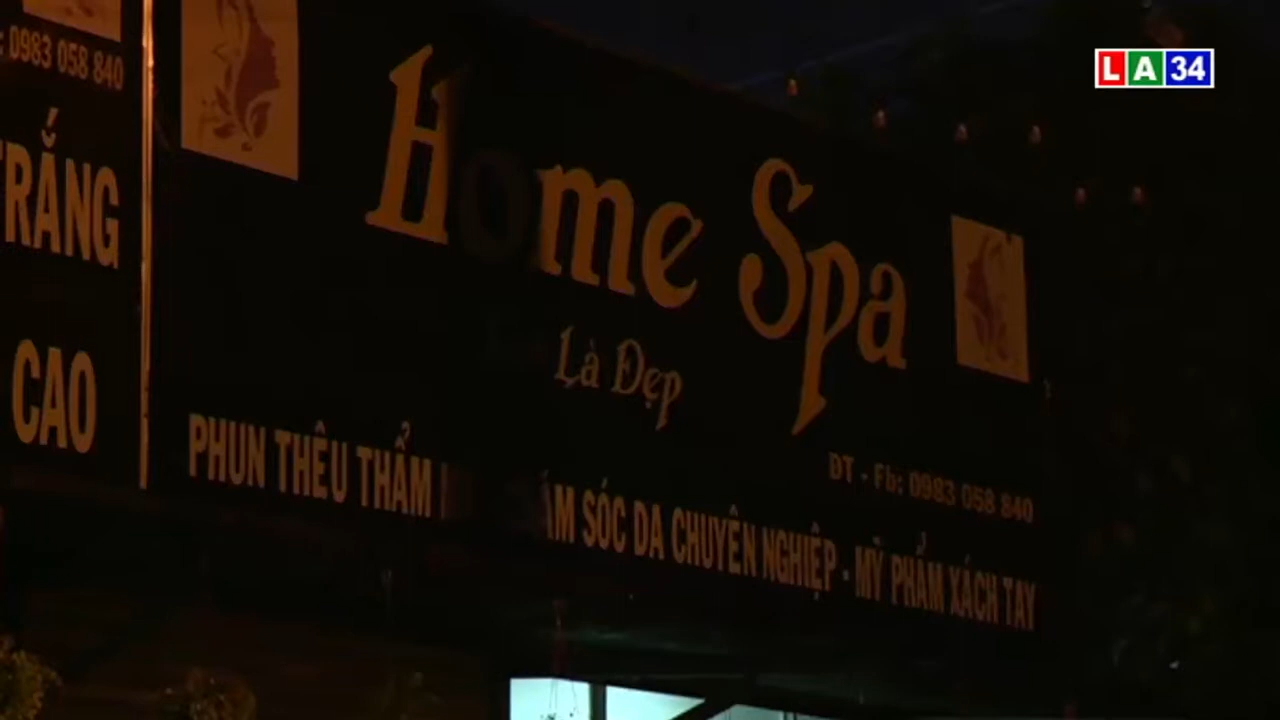 : 0983 058 840
TRẮNG
CAO
Home Spa
Là Đẹp
ĐT - Fb: 0983 058 840
PHUN THÊU THẨM
SÓC DA CHUYÊN NGHIỆP - MỸ PHẨM XÁCH TAY
LA34